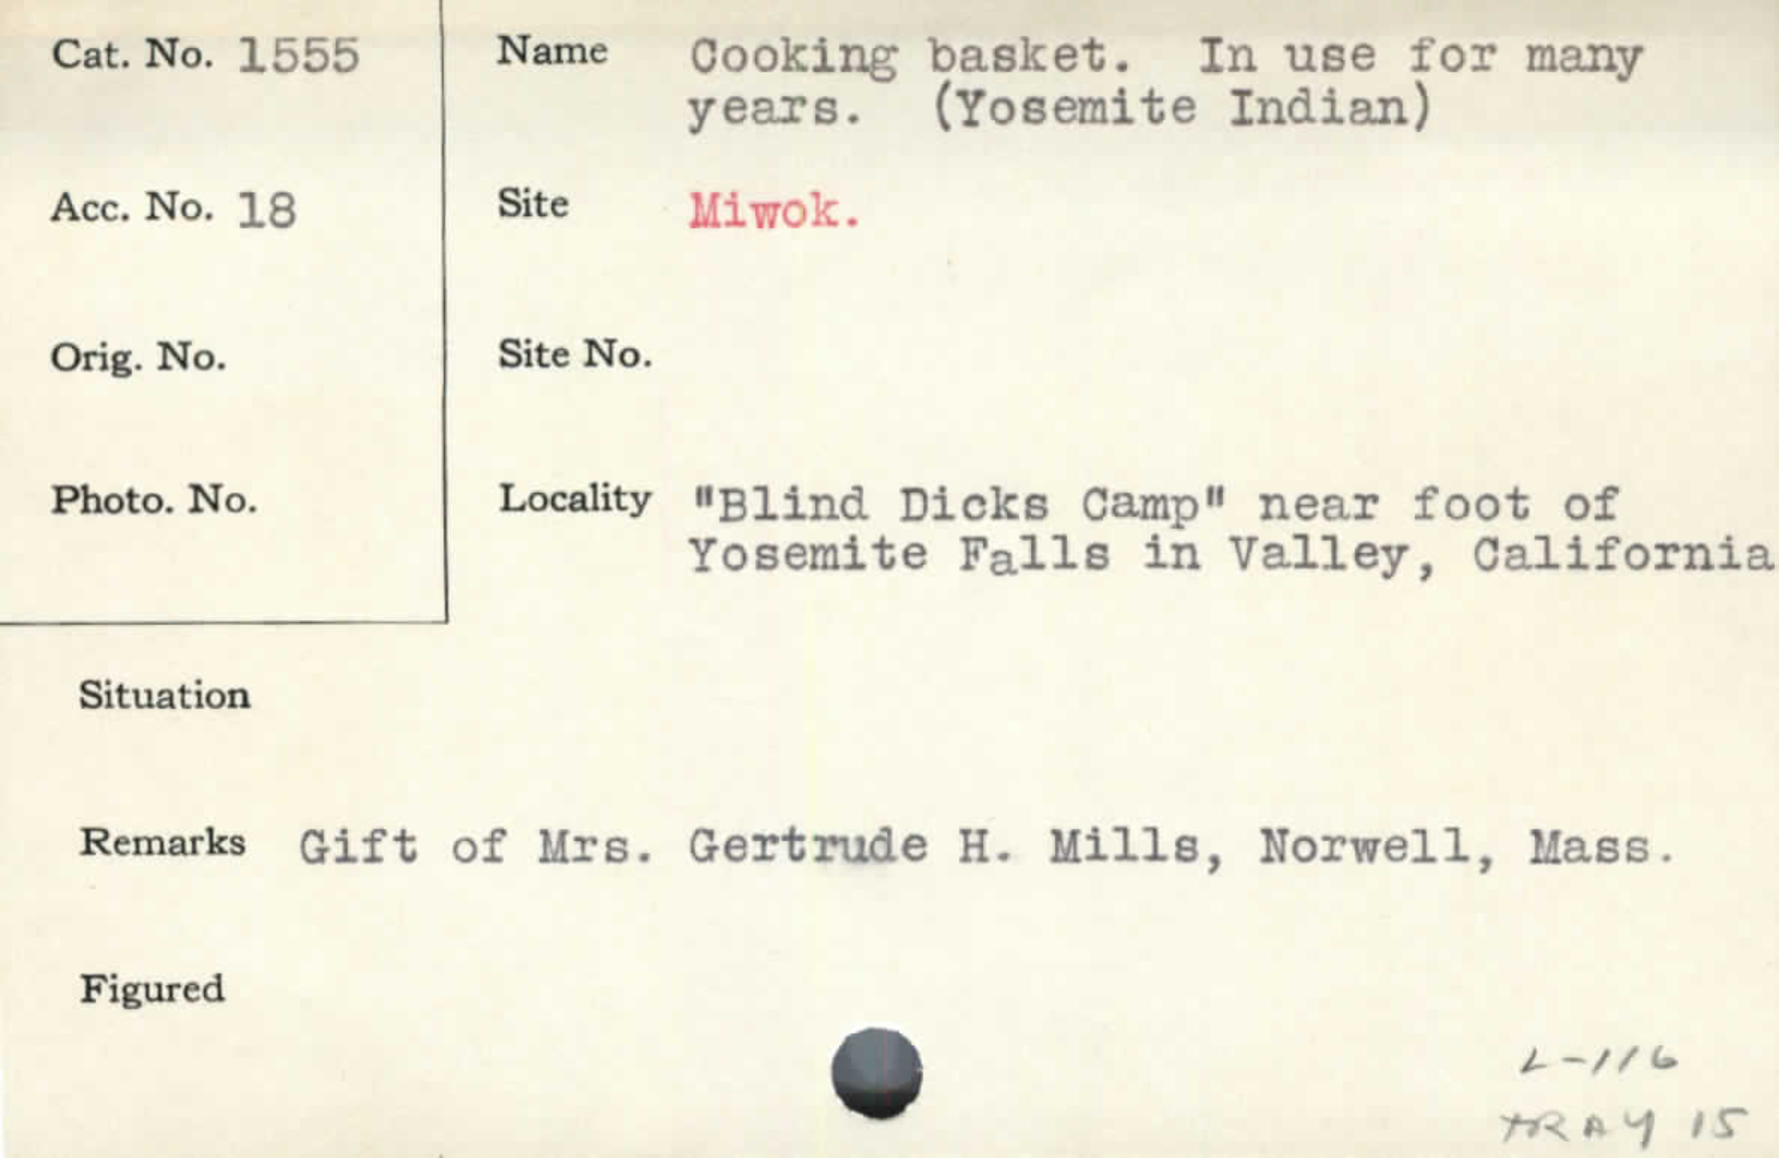 Cat. No. 1555
Name Cooking basket. In use for many
years. (Yosemite Indian)
Acc. No. 18
Site Miwok.
Orig. No.
Site No.
Photo. No.
Locality "Blind Dicks Camp" near foot of
Yosemite Falls in Valley, California
Situation
Remarks Gift of Mrs. Gertrude H. Mills, Norwell, Mass.
Figured
L-116
TRAY 15